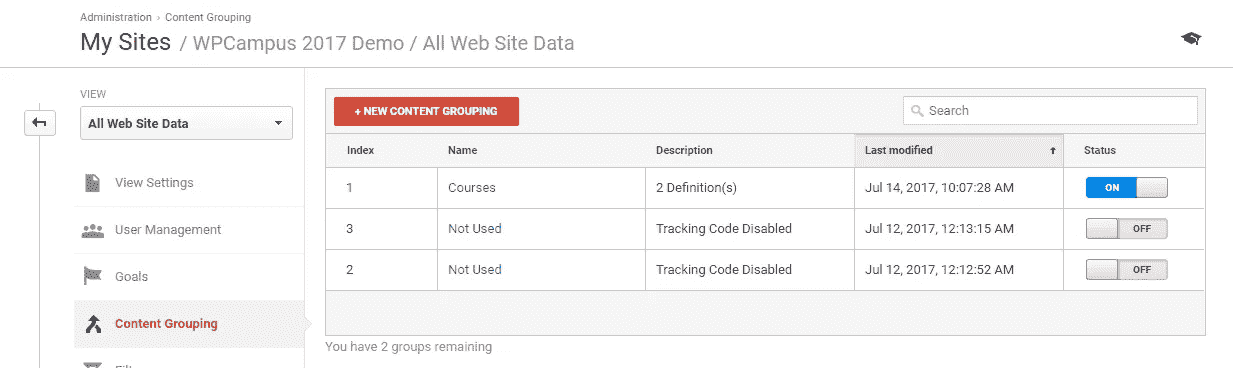 Administration › Content Grouping
My Sites / WPCampus 2017 Demo / All Web Site Data
VIEW
All Web Site Data
View Settings
User Management
Goals
Content Grouping
+ NEW CONTENT GROUPING
Search
Index Name Description Last modified Status
1 Courses 2 Definition(s) Jul 14, 2017, 10:07:28 AM ON
3 Not Used Tracking Code Disabled Jul 12, 2017, 12:13:15 AM OFF
2 Not Used Tracking Code Disabled Jul 12, 2017, 12:12:52 AM OFF
You have 2 groups remaining